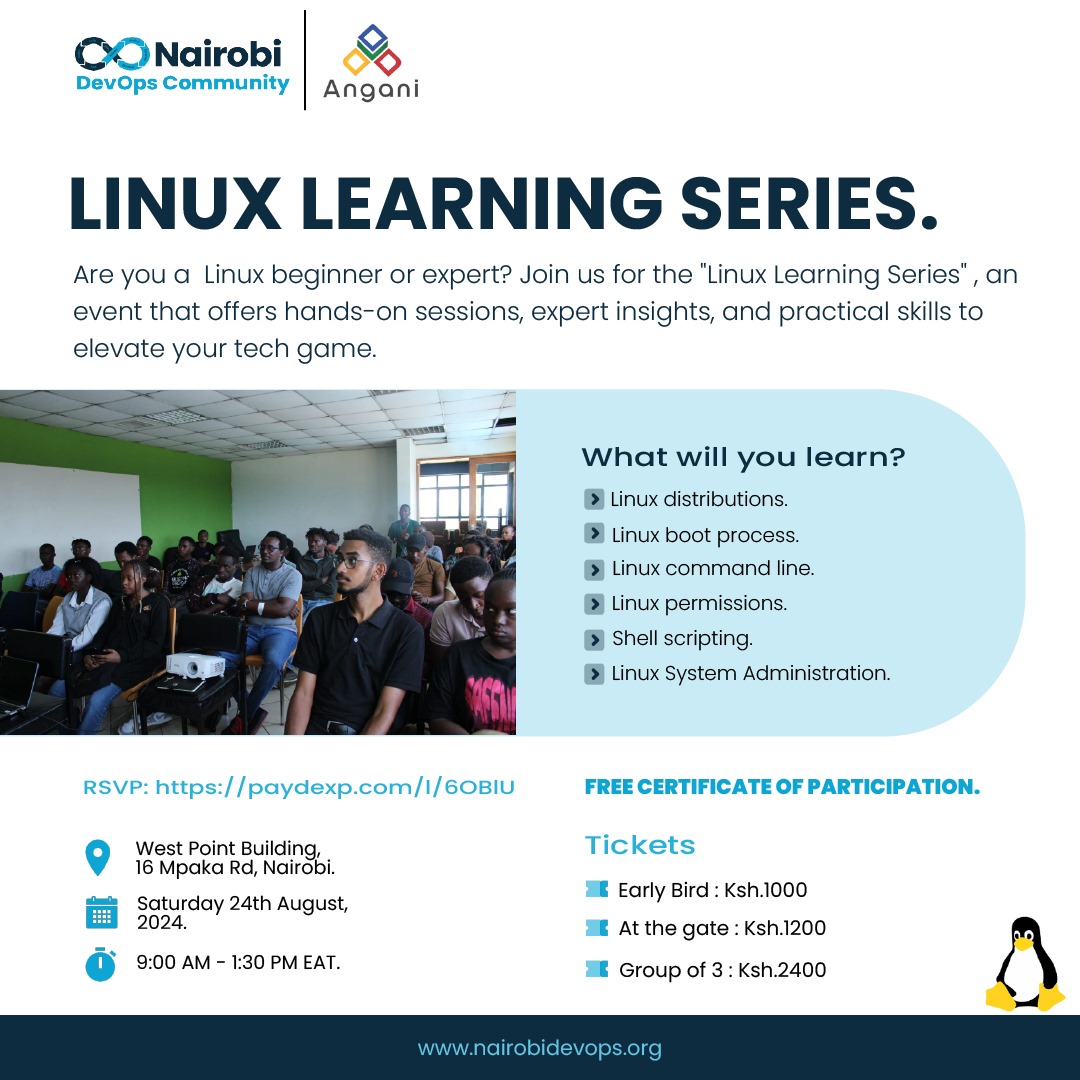 Nairobi
DevOps Community
Angani
LINUX LEARNING SERIES.
Are you a  Linux beginner or expert? Join us for the "Linux Learning Series" , an
event that offers hands-on sessions, expert insights, and practical skills to
elevate your tech game.
What will you learn?
Linux distributions.
Linux boot process.
Linux command line.
Linux permissions.
Shell scripting.
Linux System Administration.
RSVP: https://paydexp.com/l/6OBlU
West Point Building,
16 Mpaka Rd, Nairobi.
Saturday 24th August,
2024.
9:00 AM - 1:30 PM EAT.
FREE CERTIFICATE OF PARTICIPATION.
Tickets
Early Bird : Ksh.1000
At the gate : Ksh.1200
Group of 3 : Ksh.2400
www.nairobidevops.org